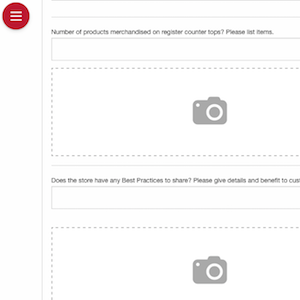 Number of products merchandised on register counter tops? Please list items.
Does the store have any Best Practices to share? Please give details and benefit to cus